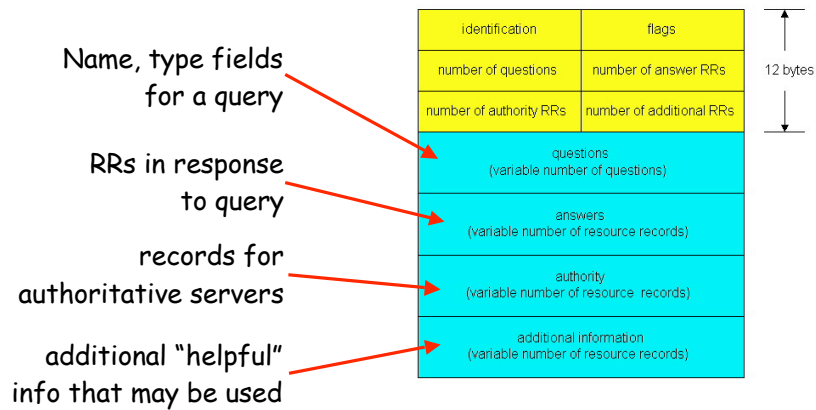 identification
flags
number of questions
number of answer RRs
12 bytes
number of authority RRs
number of additional RRs
Name, type fields
for a query
questions
(variable number of questions)
RRs in response
to query
answers
(variable number of resource records)
records for
authoritative servers
authority
(variable number of resource records)
additional "helpful"
info that may be used
additional information
(variable number of resource records)